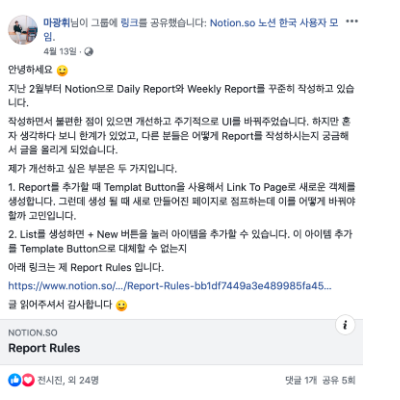 마광휘님이 그룹에 링크를 공유했습니다: Notion.so 노션 한국 사용자 모
임.
4월 13일 ·
안녕하세요 😀
지난 2월부터 Notion으로 Daily Report와 Weekly Report를 꾸준히 작성하고 있습
니다.
작성하면서 불편한 점이 있으면 개선하고 주기적으로 UI를 바꿔주었습니다. 하지만 혼
자 생각하다 보니 한계가 있었고, 다른 분들은 어떻게 Report를 작성하시는지 궁금해
서 글을 올리게 되었습니다.
제가 개선하고 싶은 부분은 두 가지입니다.
1. Report를 추가할 때 Templat Button을 사용해서 Link To Page로 새로운 객체를
생성합니다. 그런데 생성 될 때 새로 만들어진 페이지로 점프하는데 이를 어떻게 바꿔야
할까 고민입니다.
2. List를 생성하면 + New 버튼을 눌러 아이템을 추가할 수 있습니다. 이 아이템 추가
를 Template Button으로 대체할 수 없는지
아래 링크는 제 Report Rules 입니다.
https://www.notion.so/.../Report-Rules-bb1df7449a3e489985fa45...
글 읽어주셔서 감사합니다 😀
NOTION.SO
Report Rules
전시진, 외 24명
댓글 1개 공유 5회